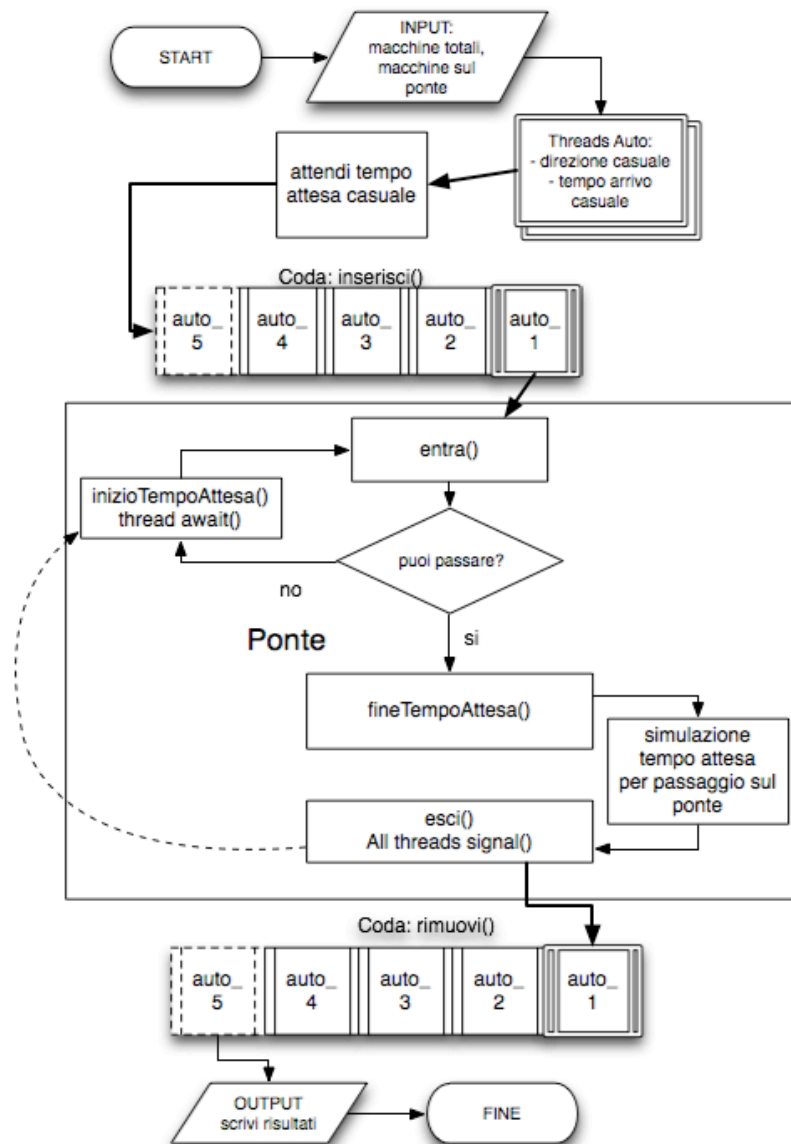 START
INPUT:
macchine totali,
macchine sul
ponte
Threads Auto:
- direzione casuale
- tempo arrivo
casuale
attendi tempo
attesa casuale
Coda: inserisci()
auto_
5
auto_
4
auto_
3
auto_
2
auto_
1
entra()
inizioTempoAttesa()
thread await()
puoi passare?
no
si
Ponte
fineTempoAttesa()
simulazione
tempo attesa
per passaggio sul
ponte
esci()
All threads signal()
Coda: rimuovi()
auto_
5
auto_
4
auto_
3
auto_
2
auto_
1
OUTPUT
scrivi risultati
FINE